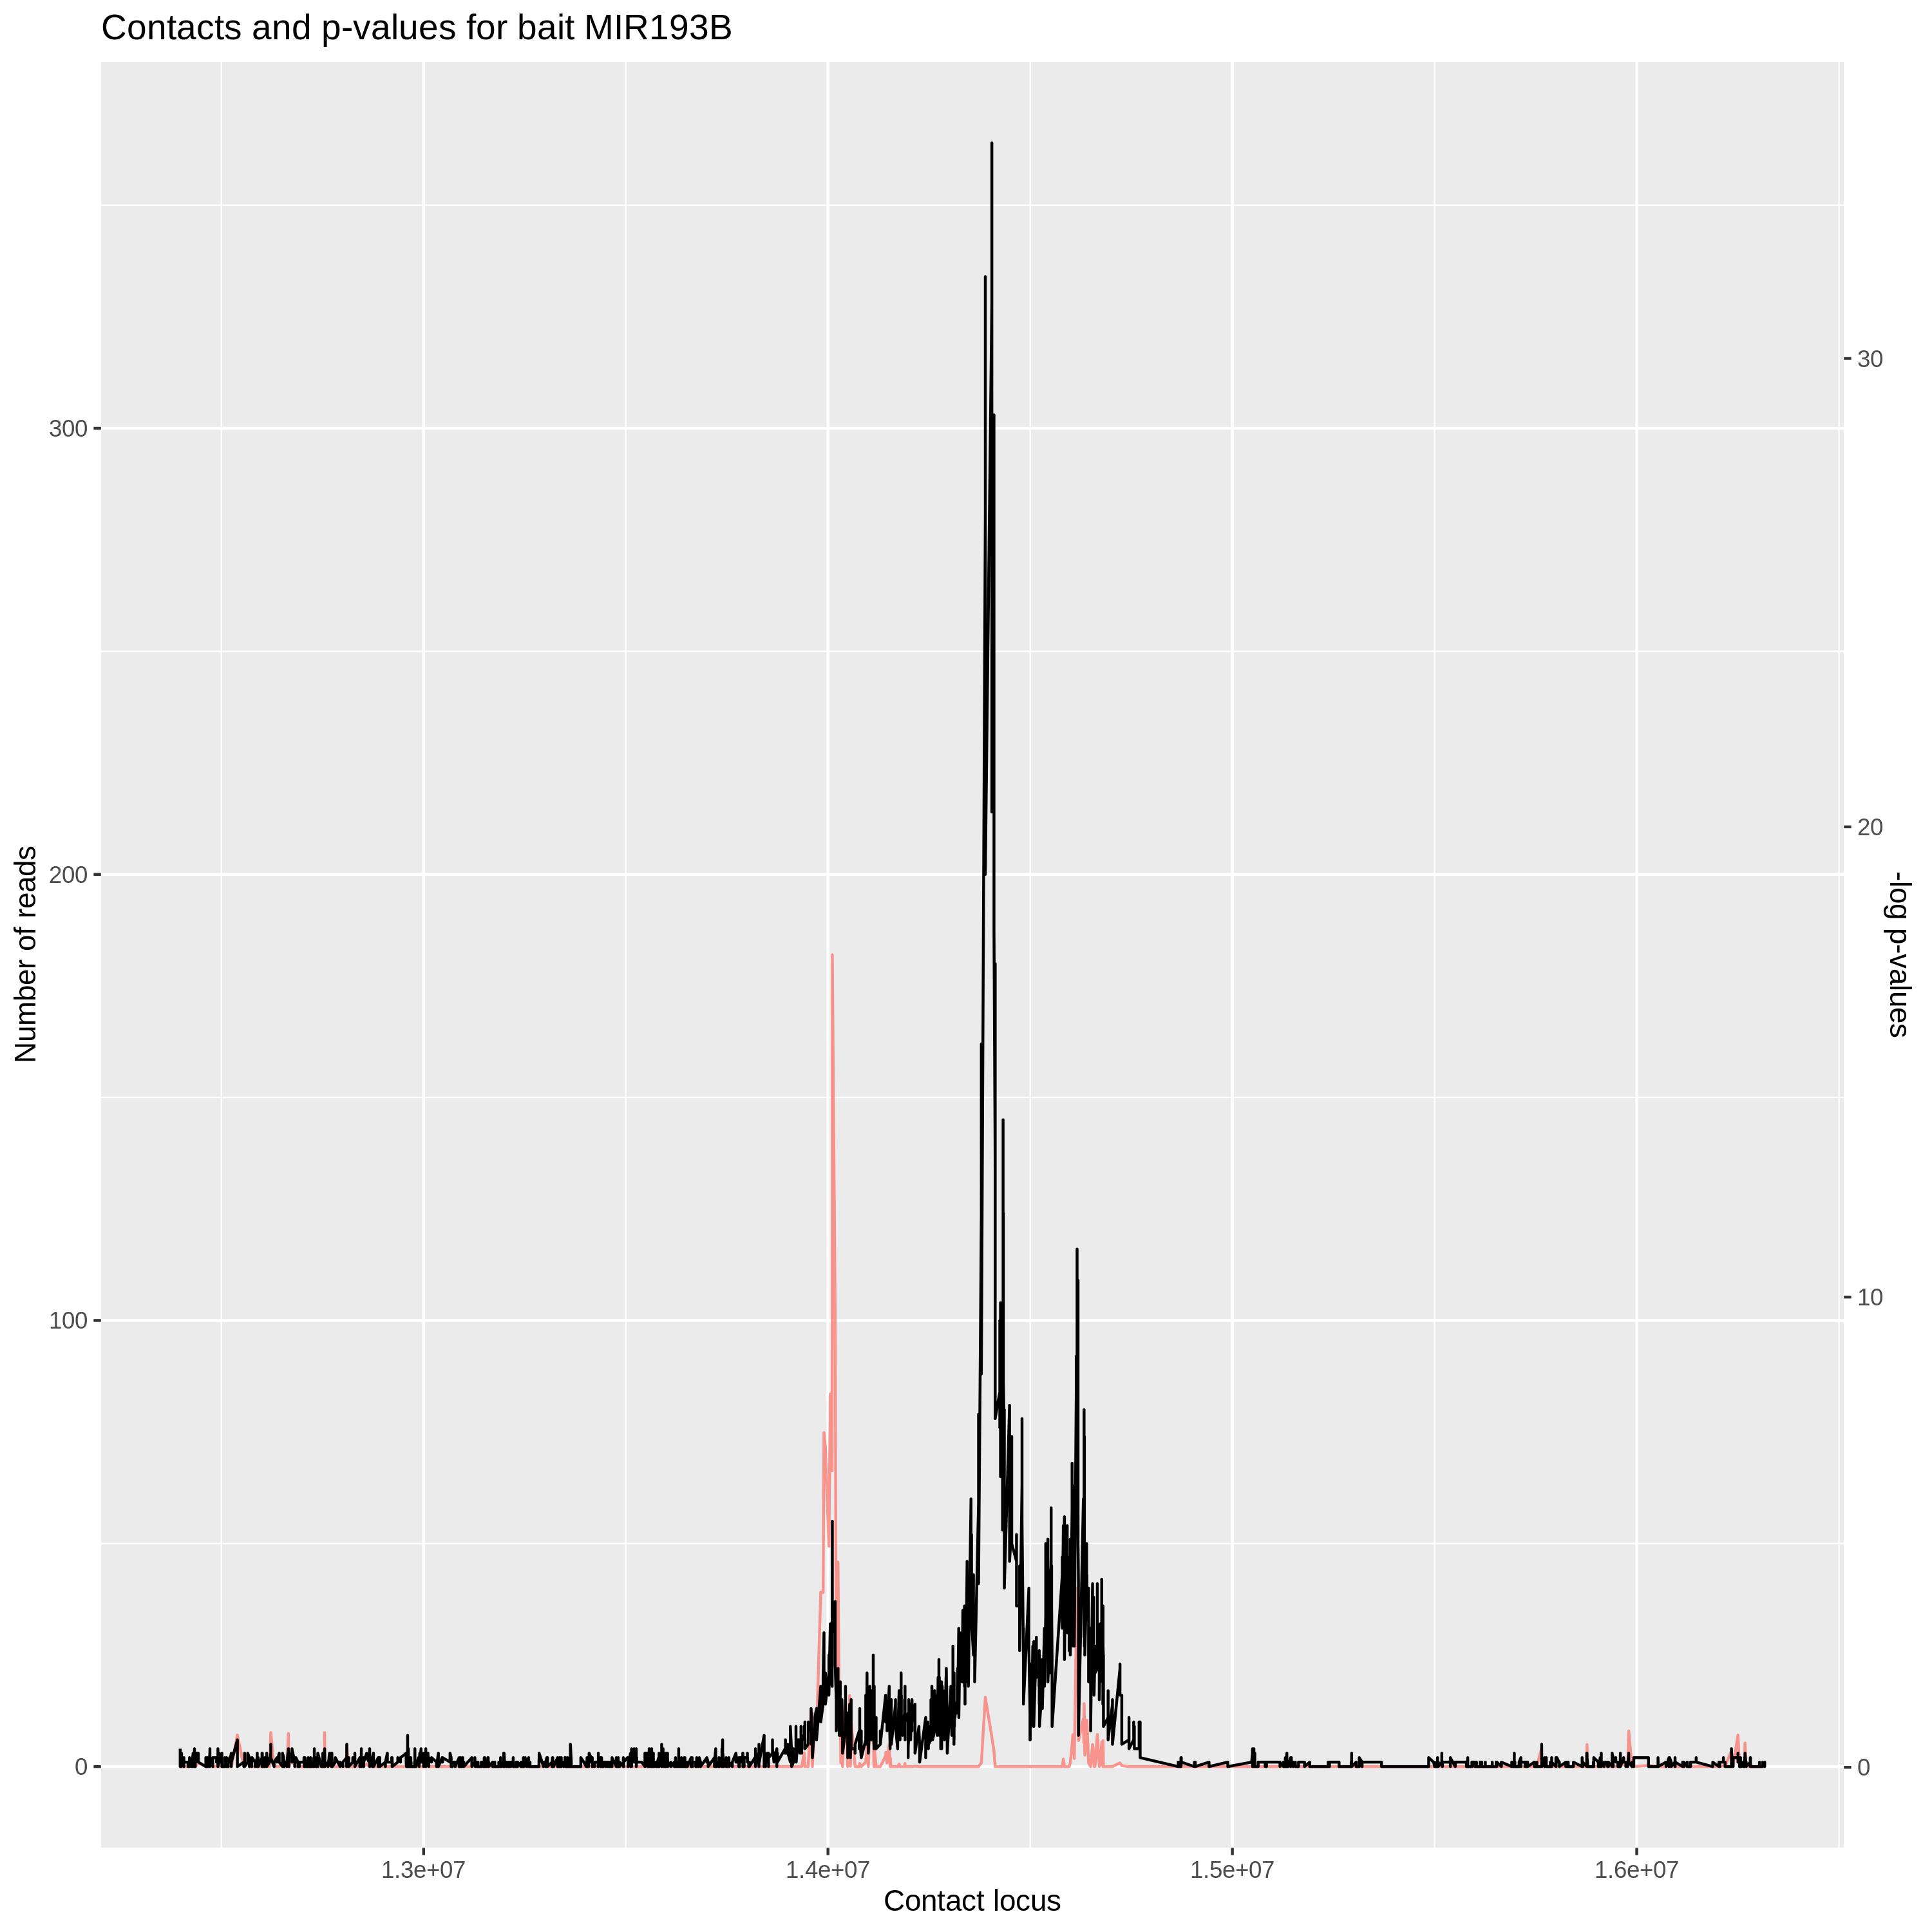 Contacts and p-values for bait MIR193B
Number of reads
300
200
100
0
30
20
10
0
-log p-values
1.3e+07 1.4e+07 1.5e+07 1.6e+07
Contact locus